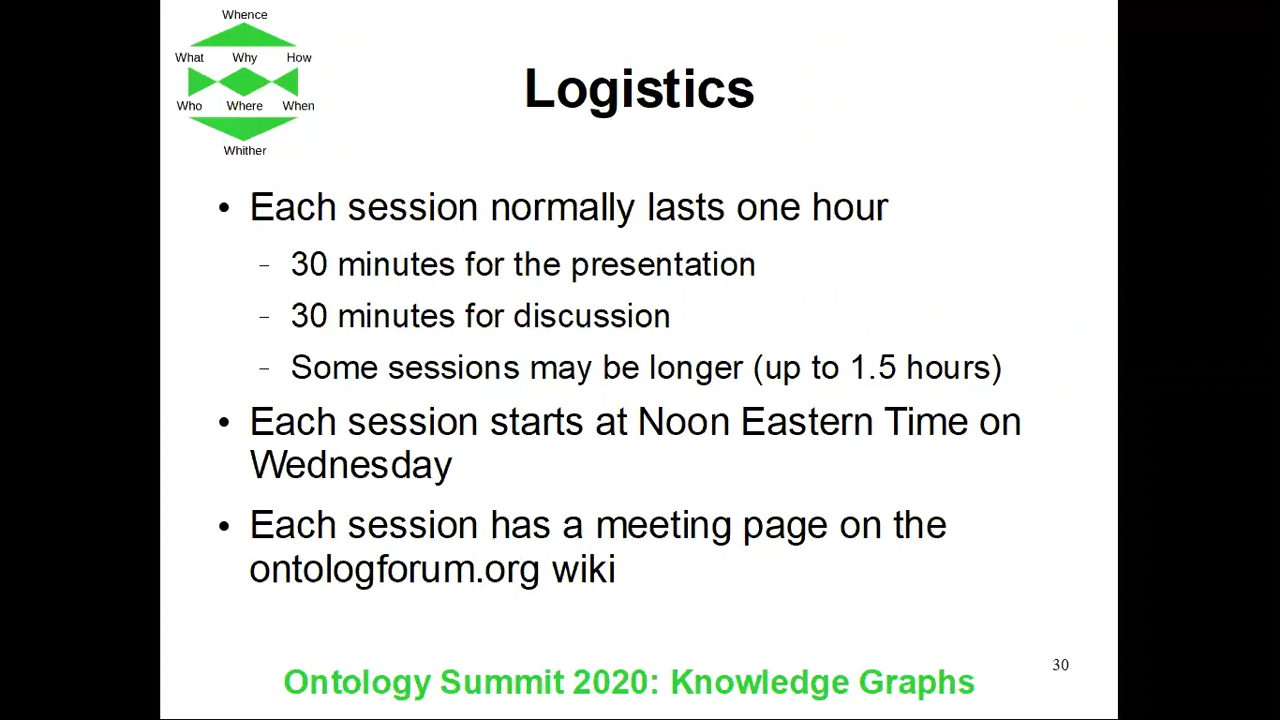 Whence
What Why How
Who Where When
Whither
Logistics
• Each session normally lasts one hour
– 30 minutes for the presentation
– 30 minutes for discussion
– Some sessions may be longer (up to 1.5 hours)
• Each session starts at Noon Eastern Time on
Wednesday
• Each session has a meeting page on the
ontologforum.org wiki
30
Ontology Summit 2020: Knowledge Graphs